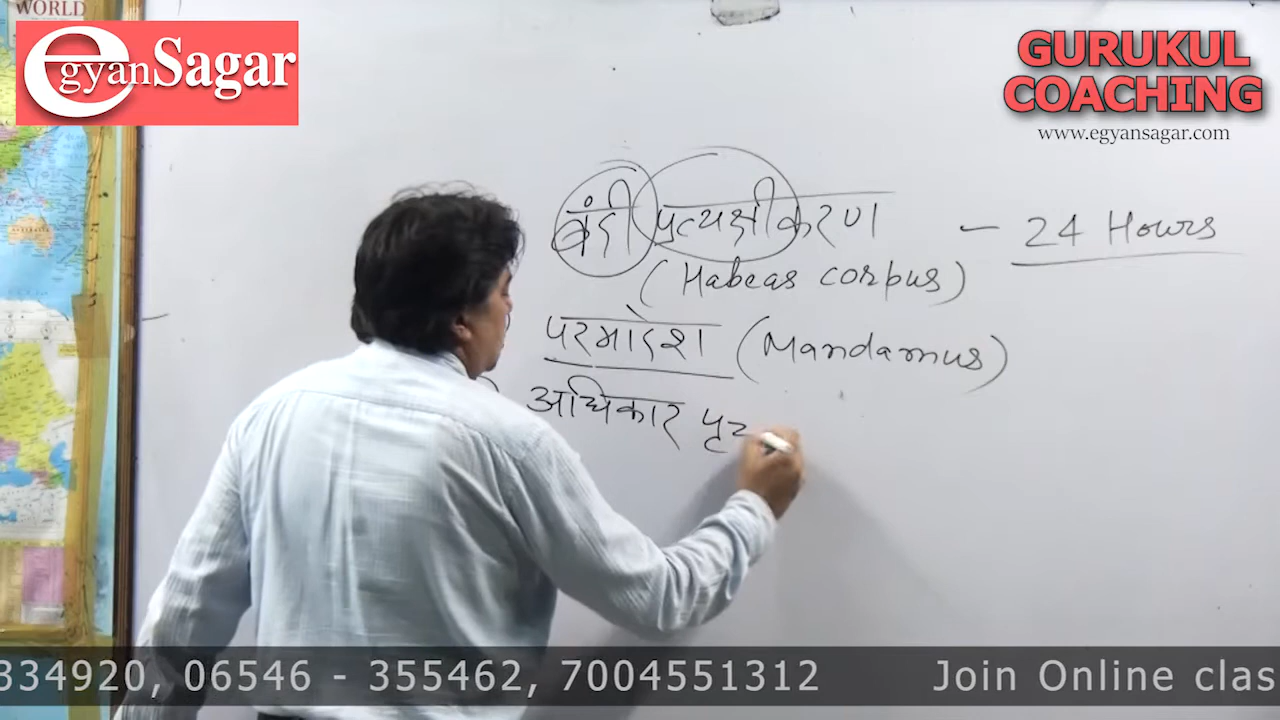 WORLD
egyanSagar
GURUKUL
COACHING
www.egyansagar.com
बंदी प्रत्यक्षीकरण - 24 Hours
(Habeas corpus)
परमादेश (Mandamus)
अधिकार पृ
334920, 06546 - 355462, 7004551312 Join Online clas